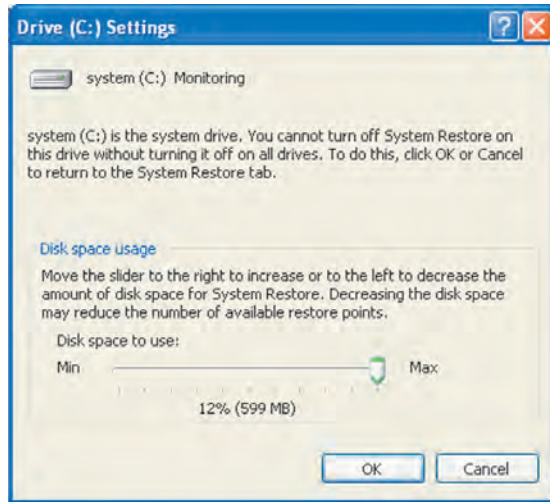 Drive (C:) Settings
?
X
system (C:) Monitoring
system (C:) is the system drive. You cannot turn off System Restore on
this drive without turning it off on all drives. To do this, click OK or Cancel
to return to the System Restore tab.
Disk space usage
Move the slider to the right to increase or to the left to decrease the
amount of disk space for System Restore. Decreasing the disk space
may reduce the number of available restore points.
Disk space to use:
Min Max
12% (599 MB)
OK Cancel